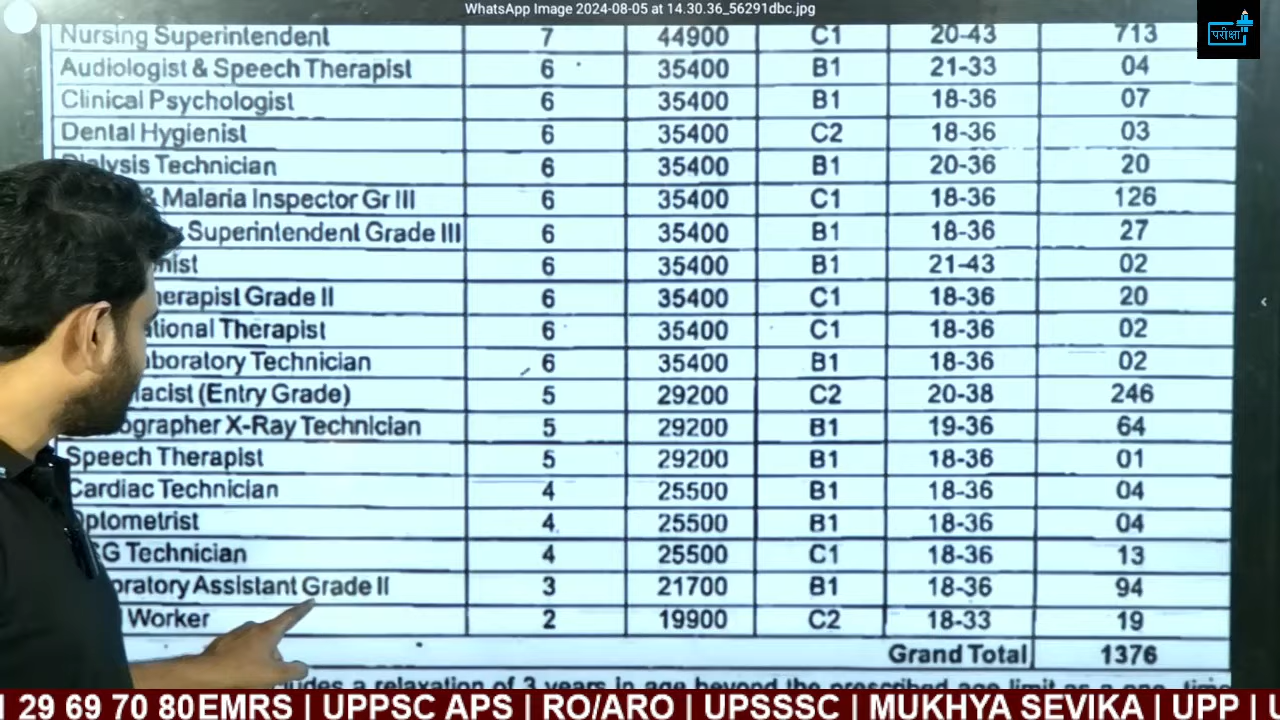 WhatsApp Image 2024-08-05 at 14.30.36_56291dbc.jpg
परीक्षा
Nursing Superintendent 7 44900 C1 20-43 713
Audiologist & Speech Therapist 6 35400 B1 21-33 04
Clinical Psychologist 6 35400 B1 18-36 07
Dental Hygienist 6 35400 C2 18-36 03
Dialysis Technician 6 35400 B1 20-36 20
& Malaria Inspector Gr III 6 35400 C1 18-36 126
Superintendent Grade III 6 35400 B1 18-36 27
nist 6 35400 B1 21-43 02
herapist Grade II 6 35400 C1 18-36 20
ational Therapist 6 35400 C1 18-36 02
boratory Technician 6 35400 B1 18-36 02
macist (Entry Grade) 5 29200 C2 20-38 246
ographer X-Ray Technician 5 29200 B1 19-36 64
Speech Therapist 5 29200 B1 18-36 01
Cardiac Technician 4 25500 B1 18-36 04
Optometrist 4 25500 B1 18-36 04
G Technician 4 25500 C1 18-36 13
oratory Assistant Grade II 3 21700 B1 18-36 94
Worker 2 19900 C2 18-33 19
Grand Total 1376
udes a relaxation of 3 years in age beyond the prescribed age limit as a one time
29 69 70 80 EMRS | UPPSC APS | RO/ARO | UPSSSC | MUKHYA SEVIKA | UPP |